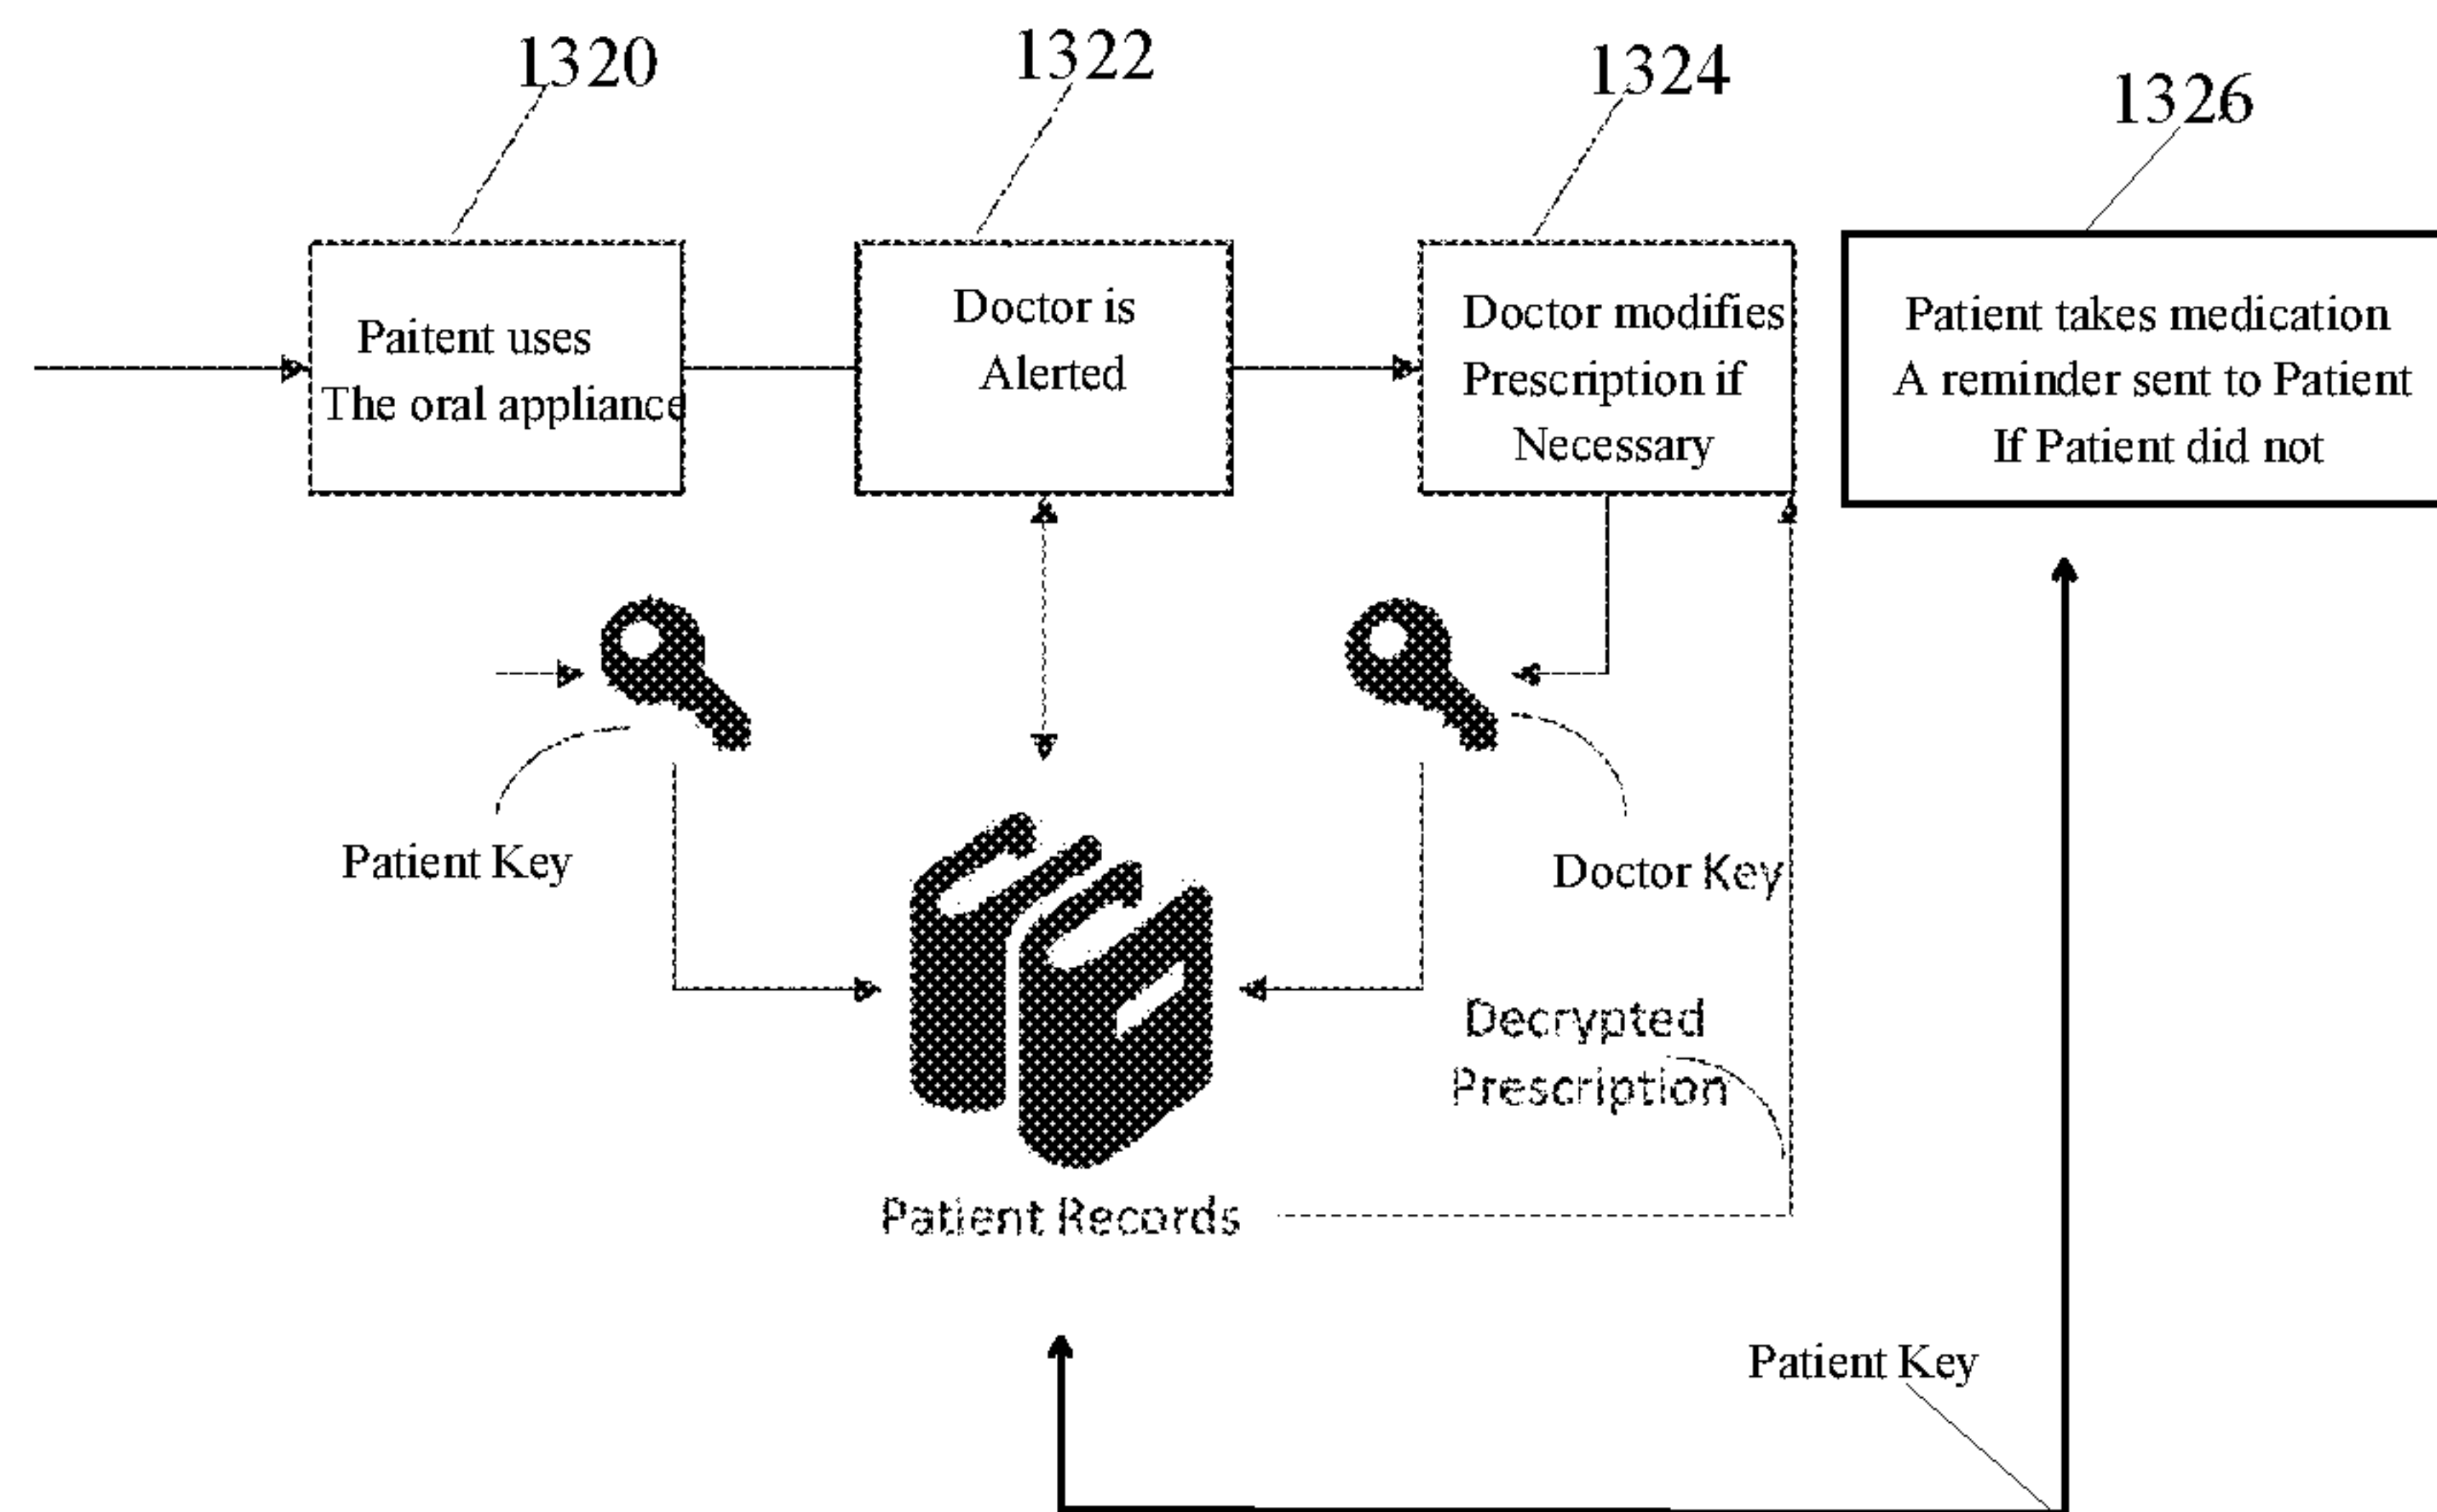 1320
1322
1324
1326
Paitent uses
The oral appliance
Doctor is
Alerted
Doctor modifies
Prescription if
Necessary
Patient takes medication
A reminder sent to Patient
If Patient did not
Patient Key
Doctor Key
Decrypted
Prescription
Patient Records
Patient Key